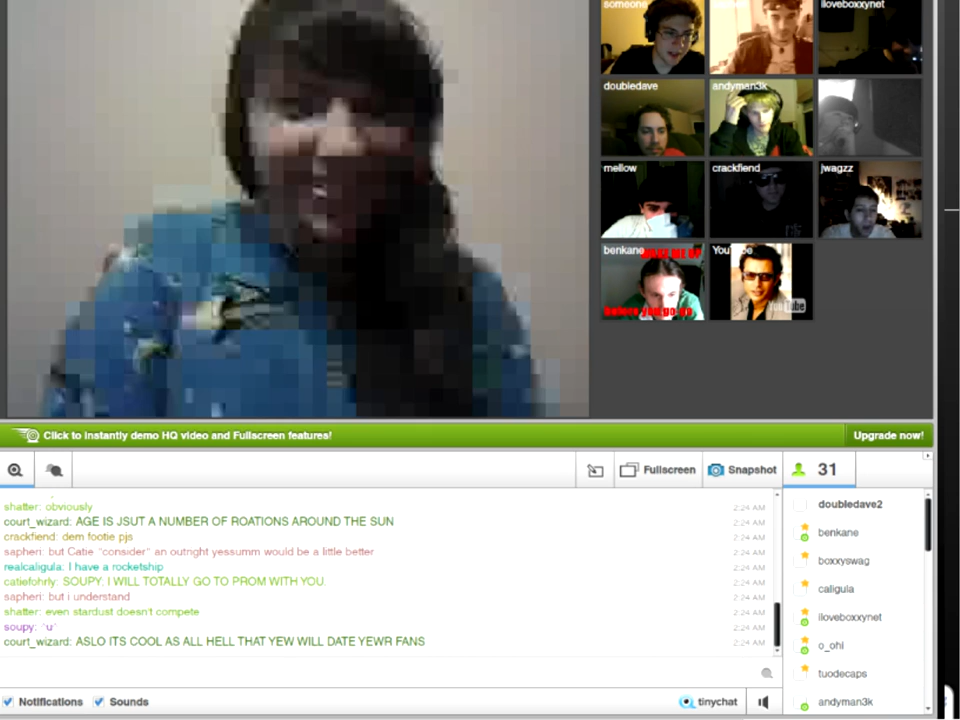 someone
iloveboxxynet
doubledave
andyman3k
mellow
crackfiend
jwagzz
benkane
YouTube
before you go go
YouTube
Click to instantly demo HQ video and Fullscreen features!
Upgrade now!
Fullscreen
Snapshot
31
shatter: obviously 2:24 AM
court_wizard: AGE IS JSUT A NUMBER OF ROATIONS AROUND THE SUN 2:24 AM
crackfiend: dem footie pjs 2:24 AM
sapheri: but Catie "consider" an outright yessumm would be a little better 2:24 AM
realcaligula: I have a rocketship 2:24 AM
catiefohrly: SOUPY: I WILL TOTALLY GO TO PROM WITH YOU. 2:24 AM
sapheri: but i understand 2:24 AM
shatter: even stardust doesn't compete 2:24 AM
soupy: ^u^ 2:24 AM
court_wizard: ASLO ITS COOL AS ALL HELL THAT YEW WILL DATE YEWR FANS 2:24 AM
doubledave2
benkane
boxxyswag
caligula
iloveboxxynet
o_ohi
tuodecaps
andyman3k
Notifications
Sounds
tinychat